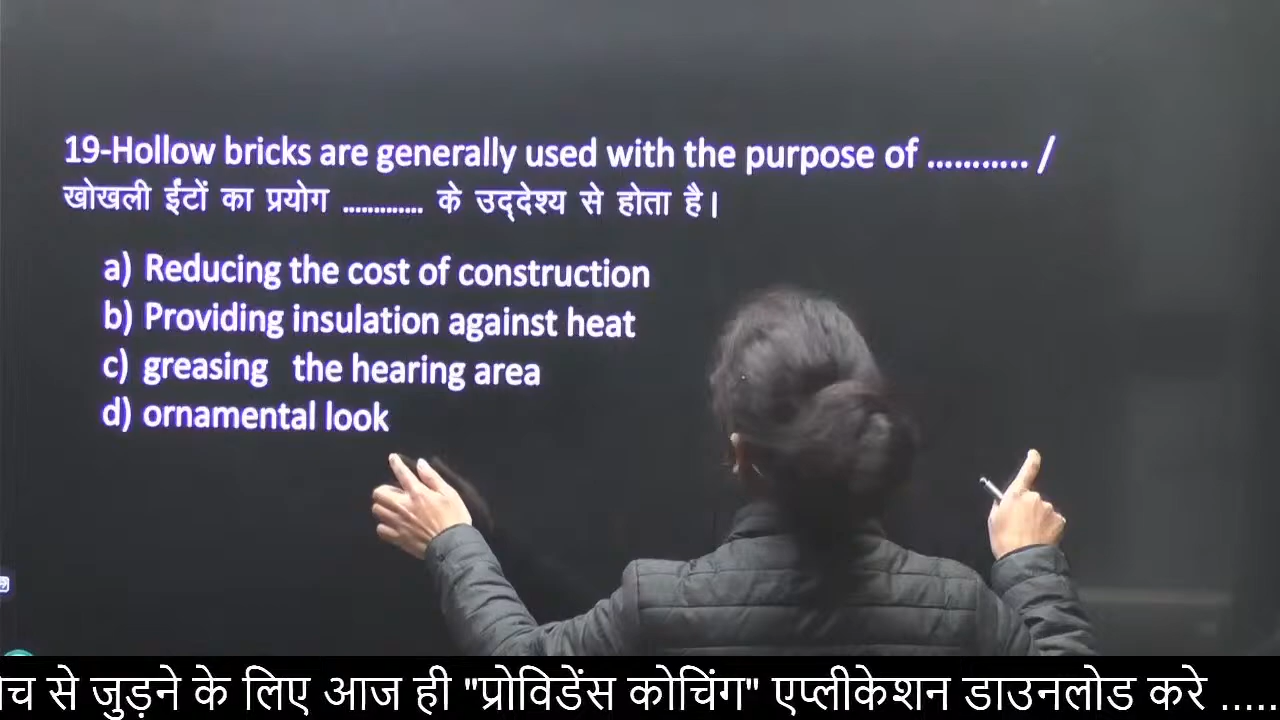 19-Hollow bricks are generally used with the purpose of ........... /
खोखली ईंटों का प्रयोग ............. के उद्देश्य से होता है।
a) Reducing the cost of construction
b) Providing insulation against heat
c) greasing the hearing area
d) ornamental look
से जुड़ने के लिए आज ही "प्रोविडेंस कोचिंग" एप्लीकेशन डाउनलोड करे .....